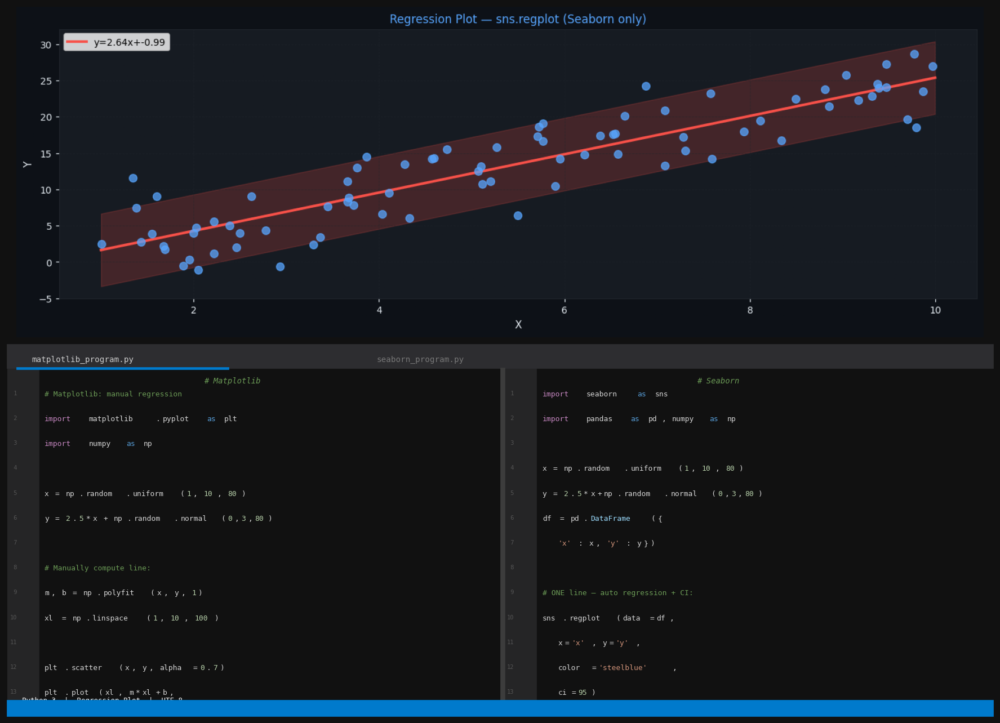 Regression Plot — sns.regplot (Seaborn only)
y=2.64x+-0.99
30
25
20
15
10
5
0
−5
Y
2 4 6 8 10
X
matplotlib_program.py seaborn_program.py
# Matplotlib
1 # Matplotlib: manual regression
2 import matplotlib .pyplot as plt
3 import numpy as np
4
5 x = np .random .uniform (1, 10 , 80 )
6 y = 2.5*x + np .random .normal (0,3,80 )
7
8 # Manually compute line:
9 m, b = np .polyfit (x, y, 1)
10 xl = np .linspace (1, 10 , 100 )
11
12 plt .scatter (x, y, alpha =0.7)
13 plt .plot (xl , m*xl +b,
# Seaborn
1 import seaborn as sns
2 import pandas as pd , numpy as np
3
4 x = np .random .uniform (1, 10 , 80 )
5 y = 2.5*x+np .random .normal (0,3,80 )
6 df = pd .DataFrame ({
7 'x' : x, 'y' : y})
8
9 # ONE line — auto regression + CI:
10 sns .regplot (data =df ,
11 x='x' , y='y' ,
12 color ='steelblue' ,
13 ci =95 )
Python 3 | Regression Plot | UTF-8